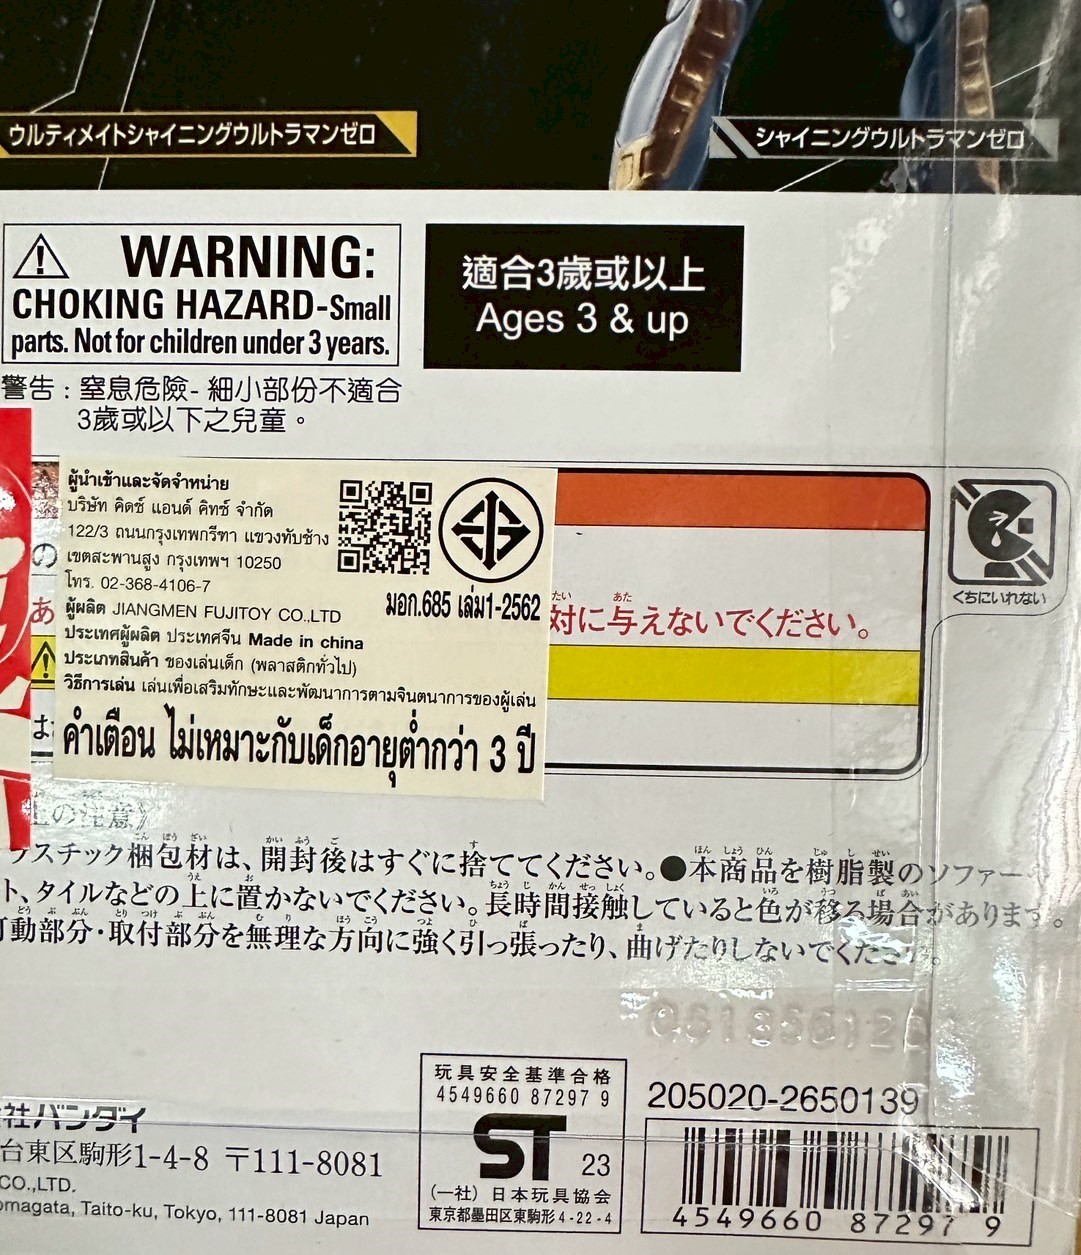 ウルティメイトシャイニングウルトラマンゼロ
シャイニングウルトラマンゼロ
WARNING:
CHOKING HAZARD-Small
parts. Not for children under 3 years.
適合3歲或以上
Ages 3 & up
警告：窒息危險-細小部份不適合
3歲或以下之兒童。
ผู้นำเข้าและจัดจำหน่าย
บริษัท คิดซ์ แอนด์ คิทซ์ จำกัด
122/3 ถนนกรุงเทพกรีฑา แขวงทับช้าง
เขตสะพานสูง กรุงเทพฯ 10250
โทร. 02-368-4106-7
ผู้ผลิต JIANGMEN FUJITOY CO.,LTD
ประเทศผู้ผลิต ประเทศจีน Made in china
ประเภทสินค้า ของเล่นเด็ก (พลาสติกทั่วไป)
วิธีการเล่น เล่นเพื่อเสริมทักษะและพัฒนาการตามจินตนาการของผู้เล่น
คำเตือน ไม่เหมาะกับเด็กอายุต่ำกว่า 3 ปี
มอก.685 เล่ม1-2562
の
あ
は
対に与えないでください。
くちにいれない
上の注意》
ラスチック梱包材は、開封後はすぐに捨ててください。●本商品を樹脂製のソファー
ト、タイルなどの上に置かないでください。長時間接触していると色が移る場合があります。
可動部分・取付部分を無理な方向に強く引っ張ったり、曲げたりしないでください。
社バンダイ
台東区駒形1-4-8 〒111-8081
CO.,LTD.
omagata, Taito-ku, Tokyo, 111-8081 Japan
玩具安全基準合格
4549660 87297 9
ST 23
(一社) 日本玩具協会
東京都墨田区東駒形4-22-4
205020-2650139
4549660 872979